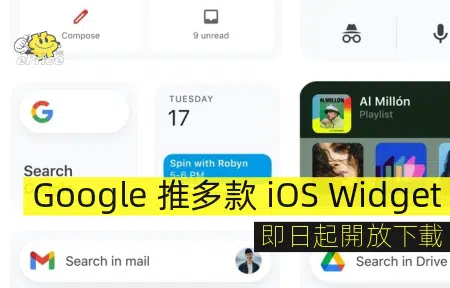 Compose
9 unread
ePrice
TUESDAY
17
Al Millón
Playlist
AL MILLÓN
Spin with Robyn
5-6 PM
Search
Google 推多款 iOS Widget
即日起開放下載
Search in mail
Search in Drive